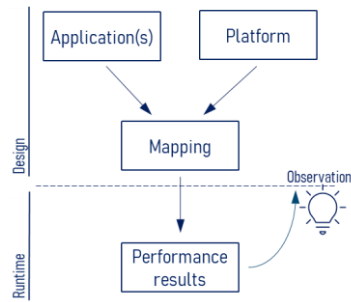 Application(s)
Platform
Design
Mapping
Observation
Runtime
Performance
results